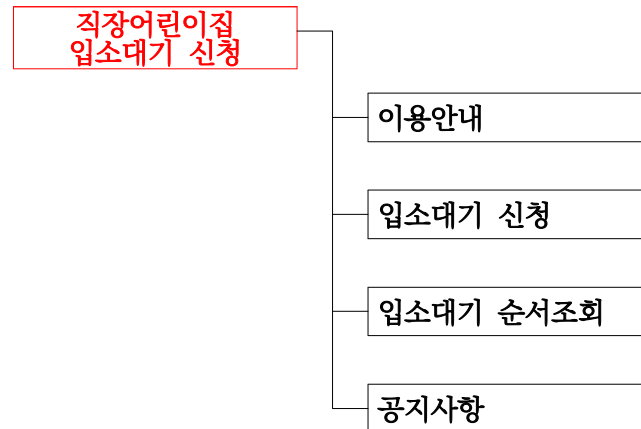 직장어린이집
입소대기 신청
이용안내
입소대기 신청
입소대기 순서조회
공지사항